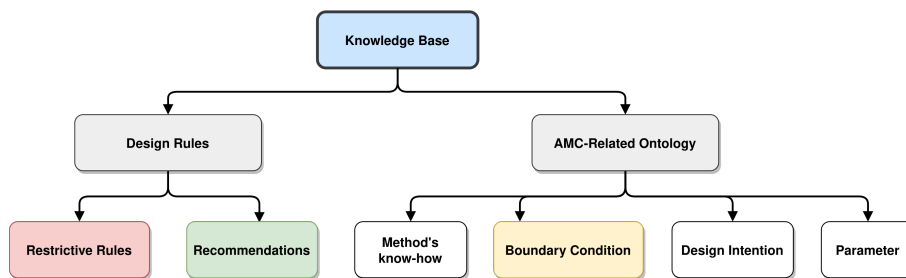 Knowledge Base
Design Rules
AMC-Related Ontology
Restrictive Rules
Recommendations
Method's
know-how
Boundary Condition
Design Intention
Parameter